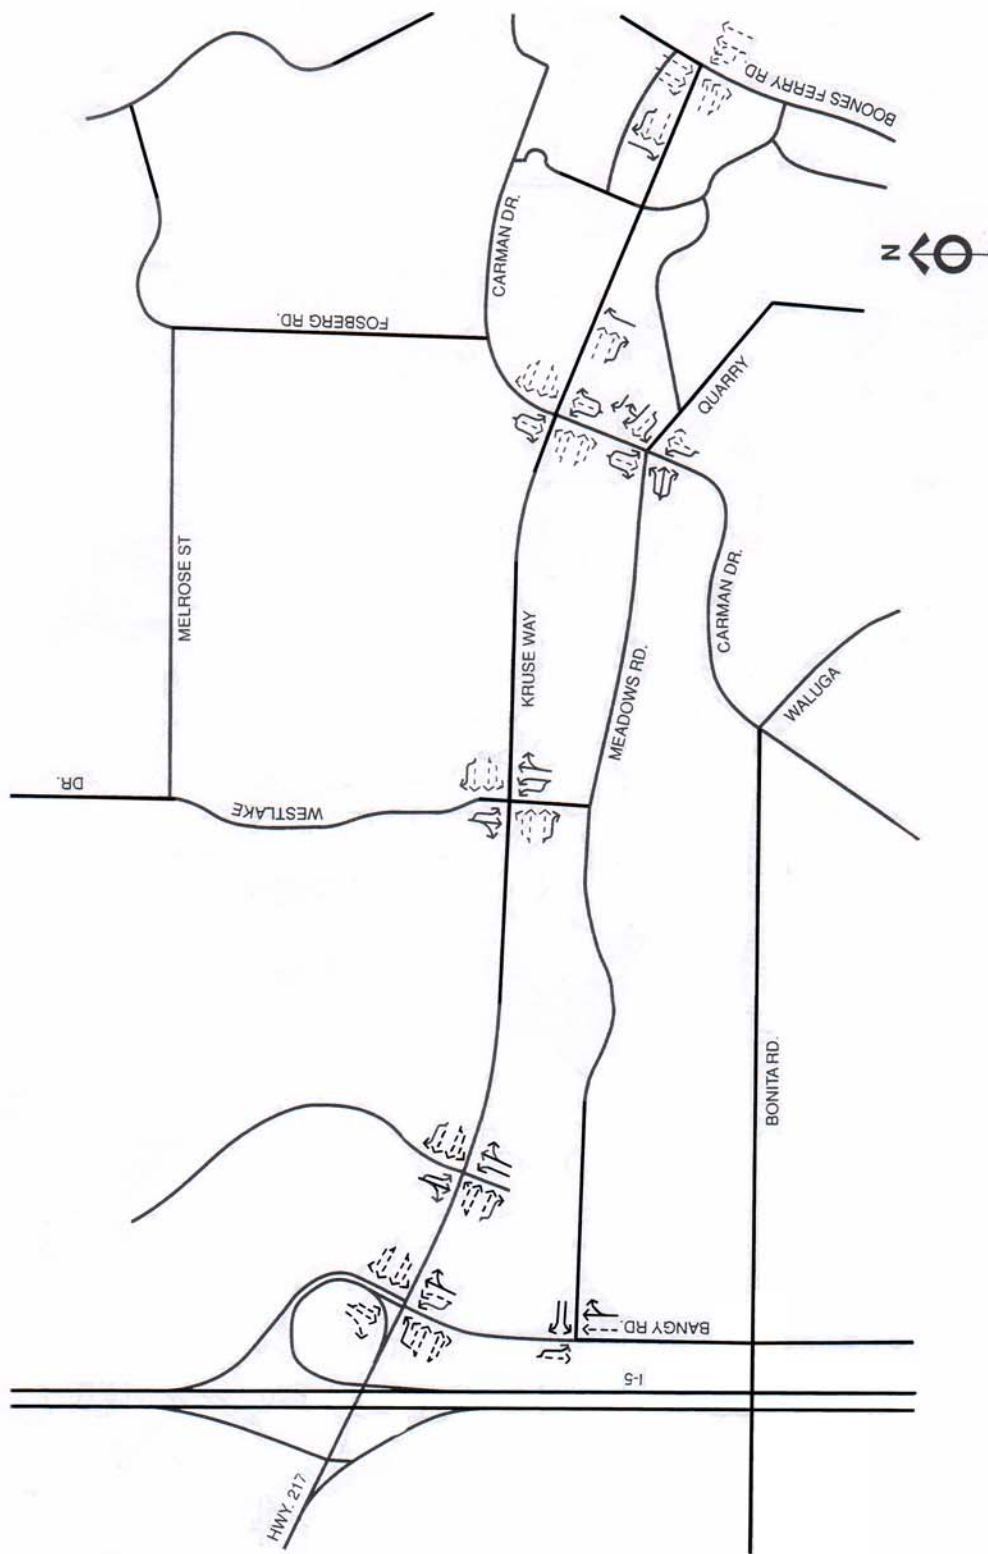 BOONES FERRY RD
CARMAN DR.
N
FOSBERG RD.
QUARRY
MELROSE ST
KRUSE WAY
MEADOWS RD.
CARMAN DR.
WALUGA
DR.
WESTLAKE
BONITA RD.
BANGY RD.
I-5
HWY. 217